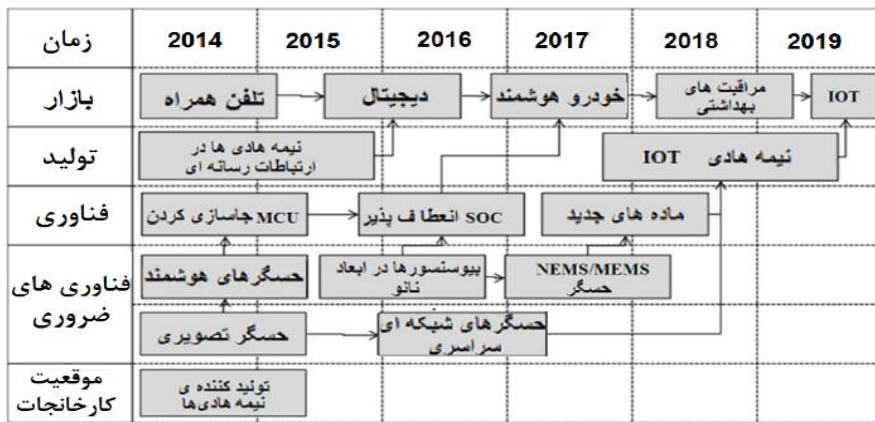 زمان 2014 2015 2016 2017 2018 2019
بازار
تلفن همراه
دیجیتال
خودرو هوشمند
مراقبت های
بهداشتی
IOT
تولید
نیمه هادی ها در
ارتباطات رسانه ای
نیمه هادی IOT
فناوری
جاسازی کردن MCU
انعطاف پذیر SOC
ماده های جدید
فناوری های
ضروری
حسگرهای هوشمند
بیوسنسورها در ابعاد
نانو
NEMS/MEMS
حسگر
حسگر تصویری
حسگرهای شبکه ای
سراسری
موقعیت
کارخانجات
تولید کننده ی
نیمه هادی‌ها